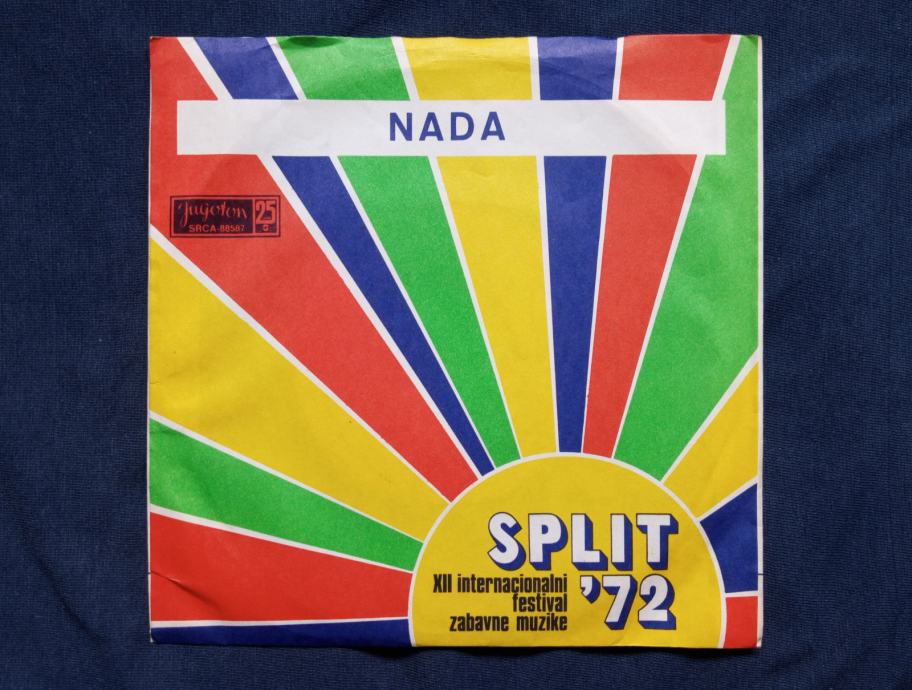 NADA
Jugoton 25
SRCA-88587
SPLIT
'72
XII internacionalni
festival
zabavne muzike